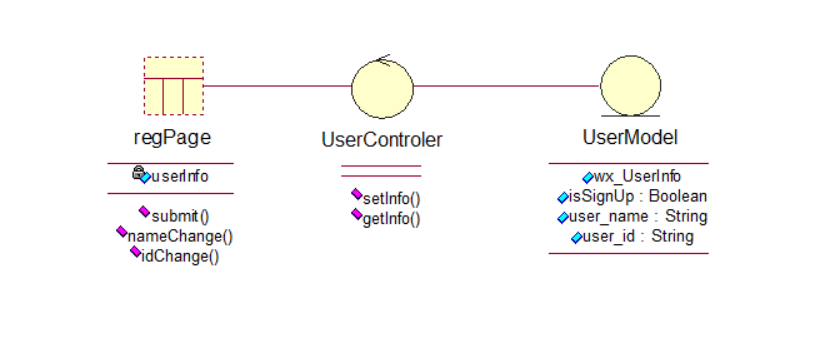 regPage
userInfo
submit()
nameChange()
idChange()
UserControler
setInfo()
getInfo()
UserModel
wx_UserInfo
isSignUp : Boolean
user_name : String
user_id : String